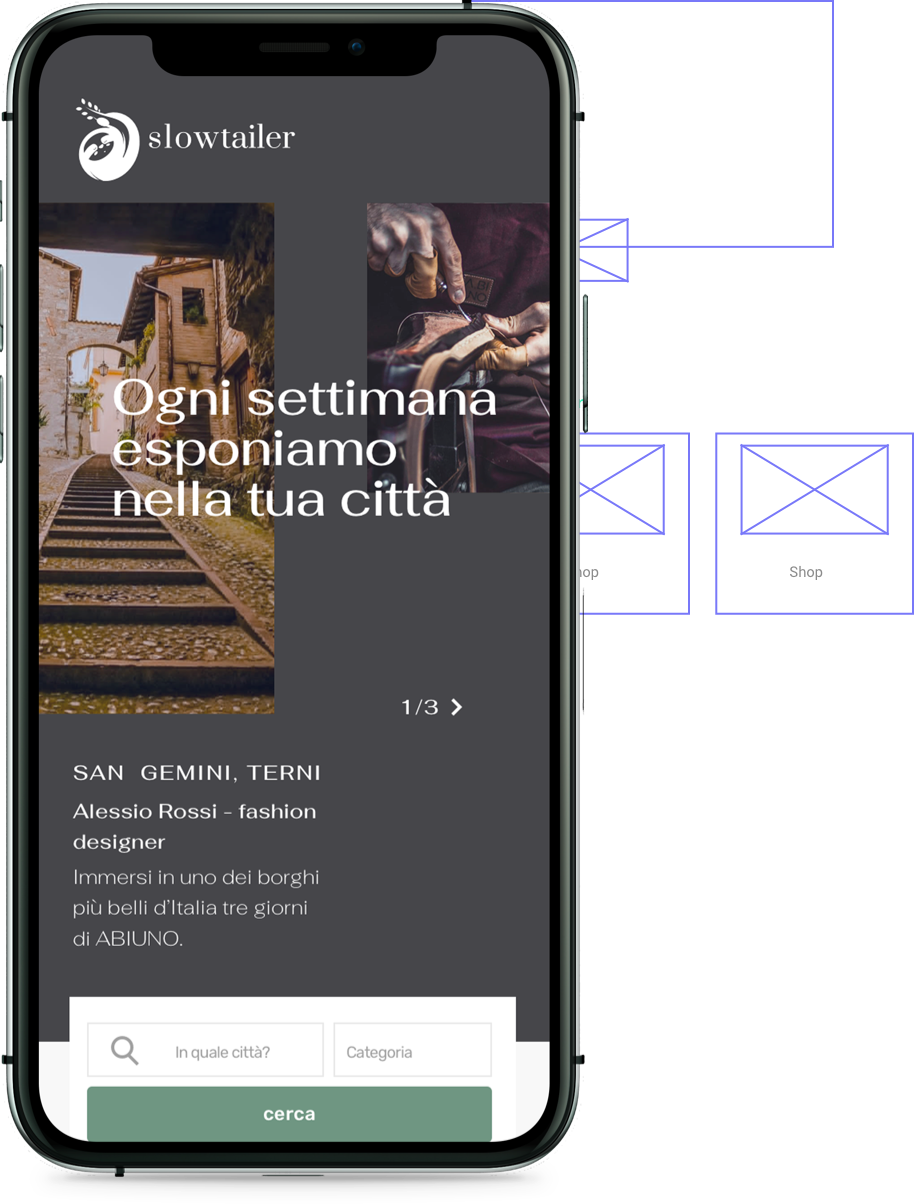 slowtailer
Ogni settimana
esponiamo
nella tua città
1/3
SAN GEMINI, TERNI
Alessio Rossi - fashion
designer
Immersi in uno dei borghi
più belli d'Italia tre giorni
di ABIUNO.
In quale città?
Categoria
cerca
Shop